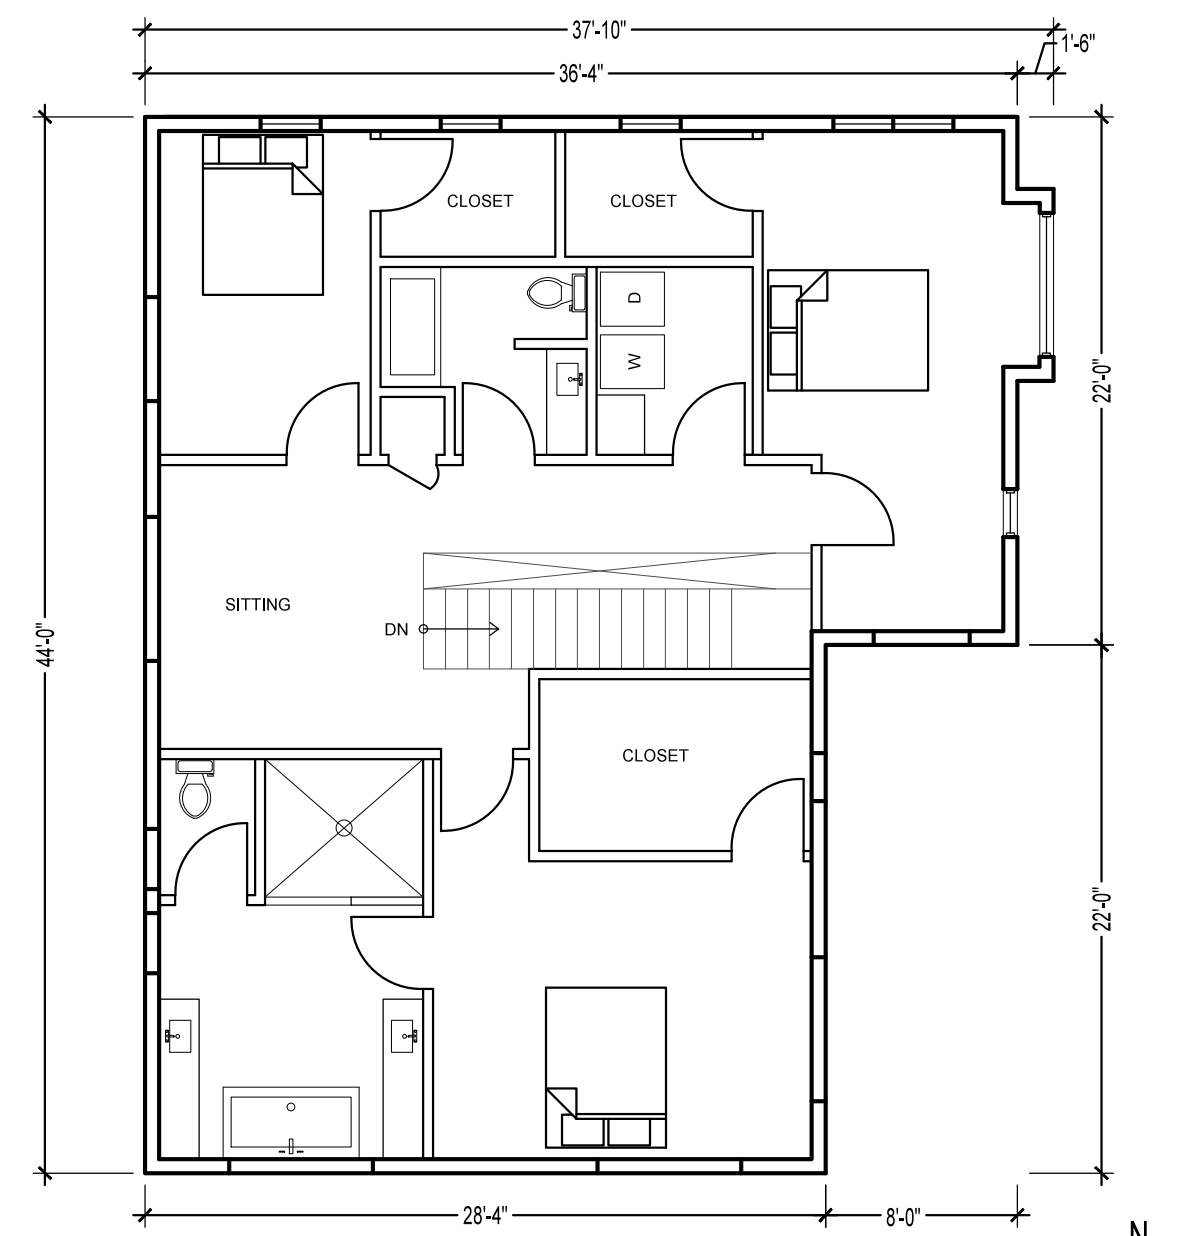 37'-10"
1'-6"
36'-4"
CLOSET
CLOSET
D
W
22'-0"
SITTING
DN
44'-0"
CLOSET
22'-0"
28'-4"
8'-0"
N